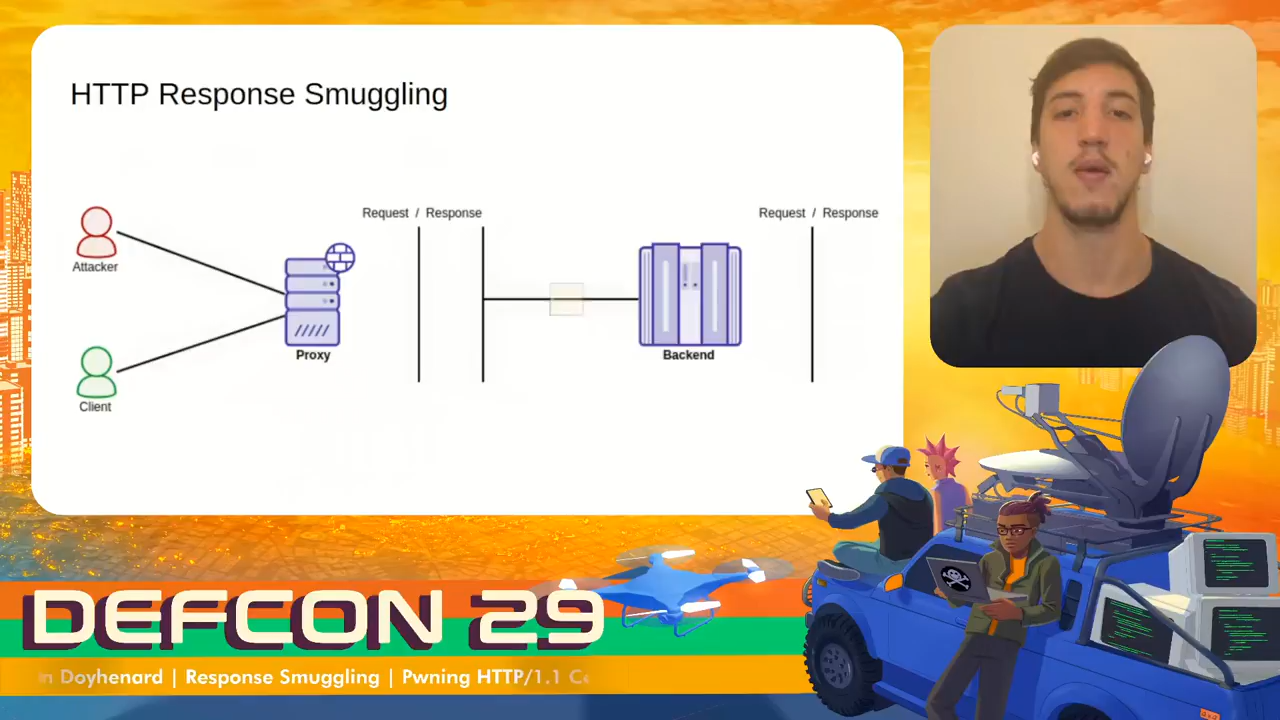 HTTP Response Smuggling
Request / Response
Request / Response
Attacker
Proxy
Backend
Client
DEFCON 29
Doyhenard | Response Smuggling | Pwning HTTP/1.1